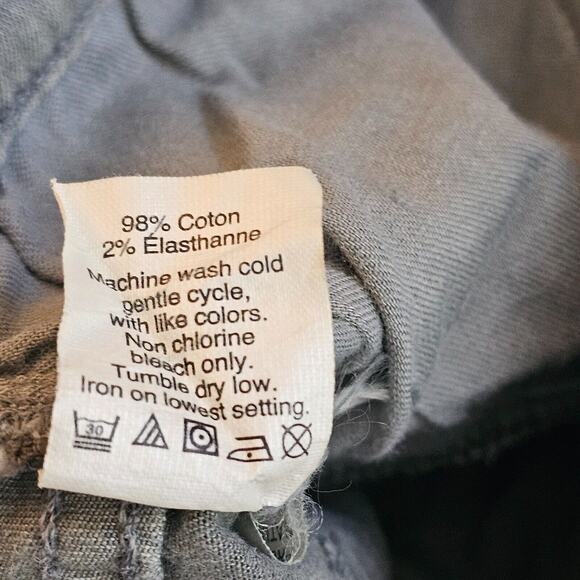 98% Coton
2% Élasthanne
Machine wash cold
gentle cycle,
with like colors.
Non chlorine
bleach only.
Tumble dry low.
Iron on lowest setting.
30